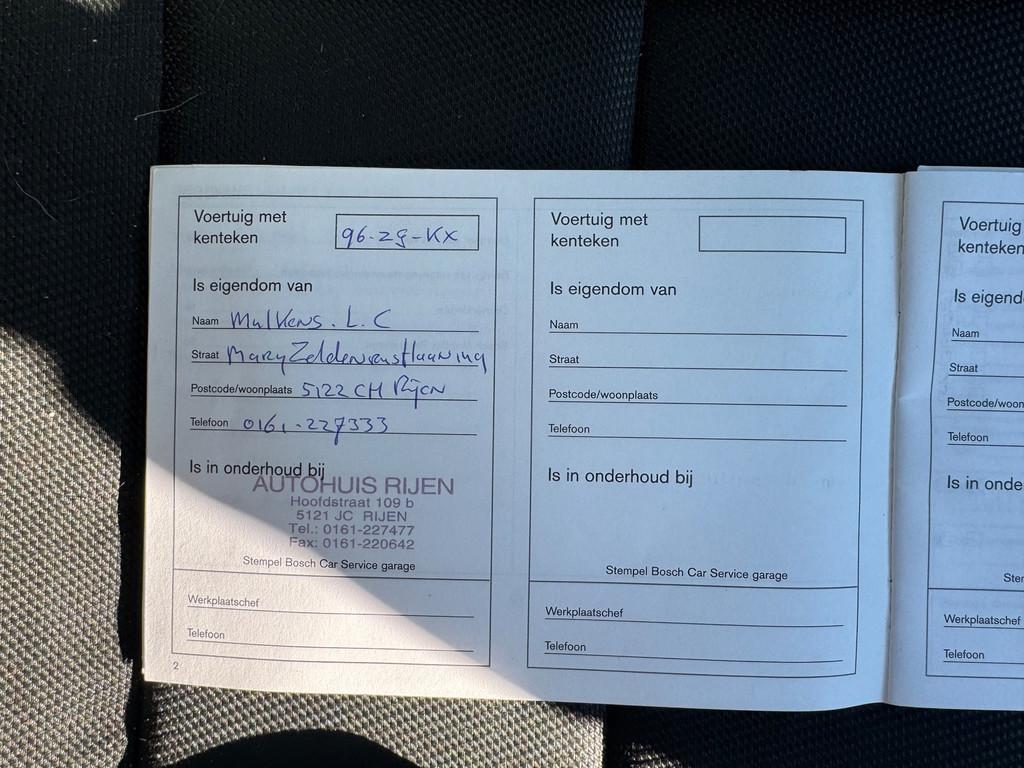 Voertuig met
kenteken
96-zg-KX
Is eigendom van
Naam Mulkens. L. C
Straat
Postcode/woonplaats 5122 CH Rijen
Telefoon 0161-227333
Is in onderhoud bij
AUTOHUIS RIJEN
Hoofdstraat 109 b
5121 JC RIJEN
Tel.: 0161-227477
Fax: 0161-220642
Stempel Bosch Car Service garage
Werkplaatschef
Telefoon
2
Voertuig met
kenteken
Is eigendom van
Naam
Straat
Postcode/woonplaats
Telefoon
Is in onderhoud bij
Stempel Bosch Car Service garage
Werkplaatschef
Telefoon
Voertuig
kenteken
Is eigend
Naam
Straat
Postcode/woon
Telefoon
Is in onde
Ster
Werkplaatschef
Telefoon